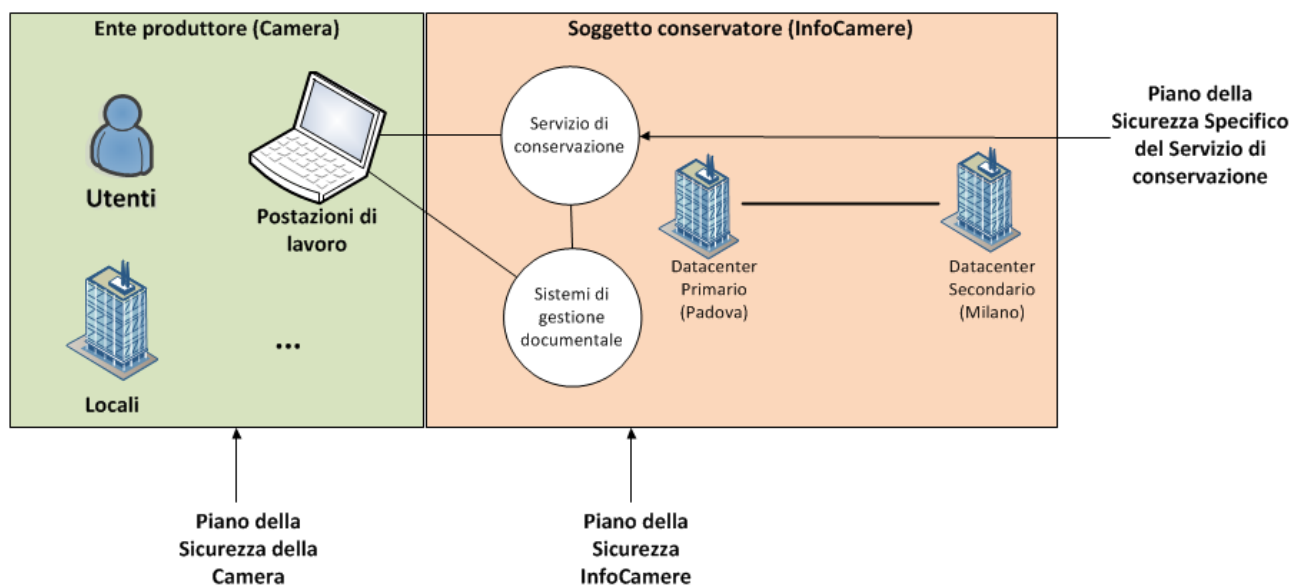 Ente produttore (Camera)
Soggetto conservatore (InfoCamere)
Utenti
Postazioni di
lavoro
Locali
...
Servizio di
conservazione
Sistemi di
gestione
documentale
Datacenter
Primario
(Padova)
Datacenter
Secondario
(Milano)
Piano della
Sicurezza Specifico
del Servizio di
conservazione
Piano della
Sicurezza della
Camera
Piano della
Sicurezza
InfoCamere